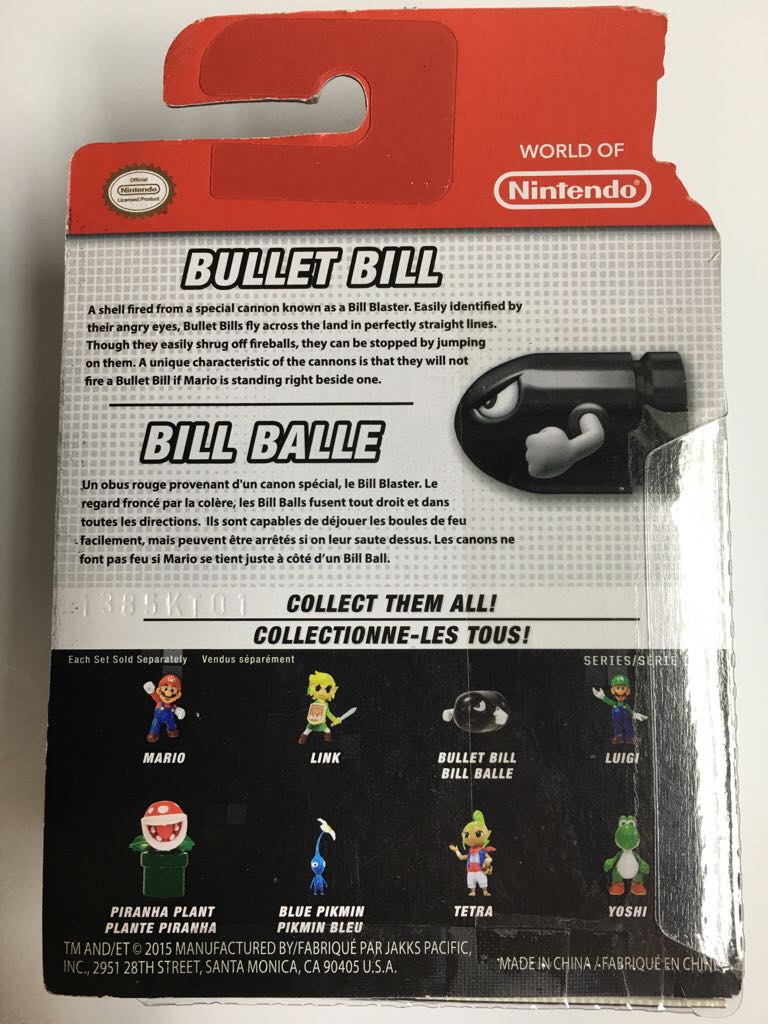 WORLD OF
Nintendo®
Official
Nintendo
Licensed Product
BULLET BILL
A shell fired from a special cannon known as a Bill Blaster. Easily identified by
their angry eyes, Bullet Bills fly across the land in perfectly straight lines.
Though they easily shrug off fireballs, they can be stopped by jumping
on them. A unique characteristic of the cannons is that they will not
fire a Bullet Bill if Mario is standing right beside one.
BILL BALLE
Un obus rouge provenant d'un canon spécial, le Bill Blaster. Le
regard froncé par la colère, les Bill Balls fusent tout droit et dans
toutes les directions. Ils sont capables de déjouer les boules de feu
facilement, mais peuvent être arrêtés si on leur saute dessus. Les canons ne
font pas feu si Mario se tient juste à côté d'un Bill Ball.
1385KT01
COLLECT THEM ALL!
COLLECTIONNE-LES TOUS!
Each Set Sold Separately Vendus séparément
SERIES/SÉRIE
MARIO
LINK
BULLET BILL
BILL BALLE
LUIGI
PIRANHA PLANT
PLANTE PIRANHA
BLUE PIKMIN
PIKMIN BLEU
TETRA
YOSHI
TM AND/ET © 2015 MANUFACTURED BY/FABRIQUÉ PAR JAKKS PACIFIC,
INC., 2951 28TH STREET, SANTA MONICA, CA 90405 U.S.A.
MADE IN CHINA / FABRIQUÉ EN